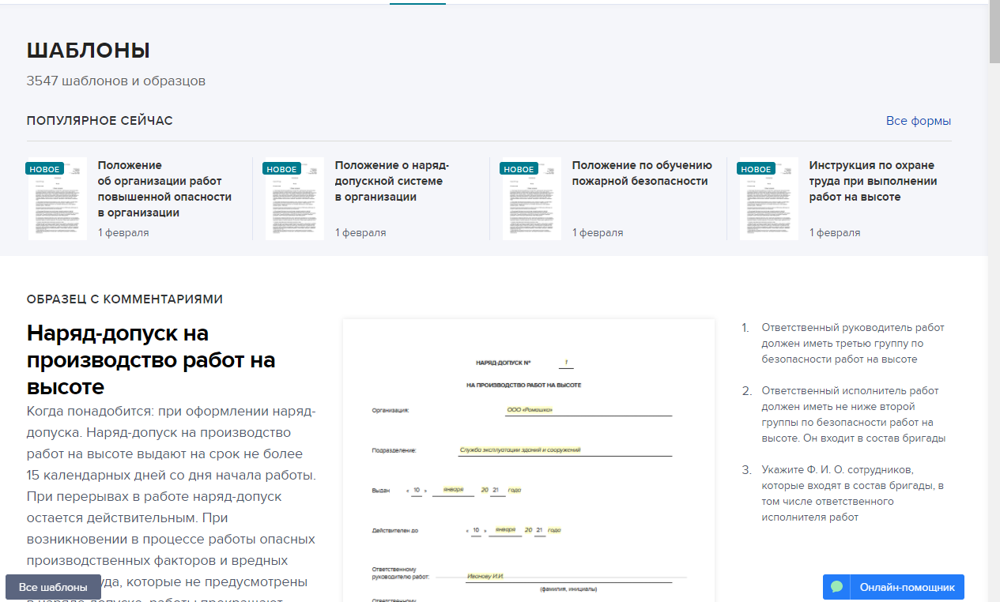 ШАБЛОНЫ
3547 шаблонов и образцов
ПОПУЛЯРНОЕ СЕЙЧАС
Все формы
НОВОЕ
Положение
об организации работ
повышенной опасности
в организации
1 февраля
НОВОЕ
Положение о наряд-
допускной системе
в организации
1 февраля
НОВОЕ
Положение по обучению
пожарной безопасности
1 февраля
НОВОЕ
Инструкция по охране
труда при выполнении
работ на высоте
1 февраля
ОБРАЗЕЦ С КОММЕНТАРИЯМИ
Наряд-допуск на
производство работ на
высоте
Когда понадобится: при оформлении наряд-
допуска. Наряд-допуск на производство
работ на высоте выдают на срок не более
15 календарных дней со дня начала работы.
При перерывах в работе наряд-допуск
остается действительным. При
возникновении в процессе работы опасных
производственных факторов и вредных
уда, которые не предусмотрены
в наряде-допуске, работы прекращают
Все шаблоны
НАРЯД-ДОПУСК № 1
НА ПРОИЗВОДСТВО РАБОТ НА ВЫСОТЕ
Организация: ООО «Ромашка»
Подразделение: Служба эксплуатации зданий и сооружений
Выдан « 10 » января 20 21 года
Действителен до « 10 » января 20 21 года
Ответственному
руководителю работ: Иванову И.И.
(фамилия, инициалы)
Ответственному
1. Ответственный руководитель работ
должен иметь третью группу по
безопасности работ на высоте
2. Ответственный исполнитель работ
должен иметь не ниже второй
группы по безопасности работ на
высоте. Он входит в состав бригады
3. Укажите Ф. И. О. сотрудников,
которые входят в состав бригады, в
том числе ответственного
исполнителя работ
Онлайн-помощник